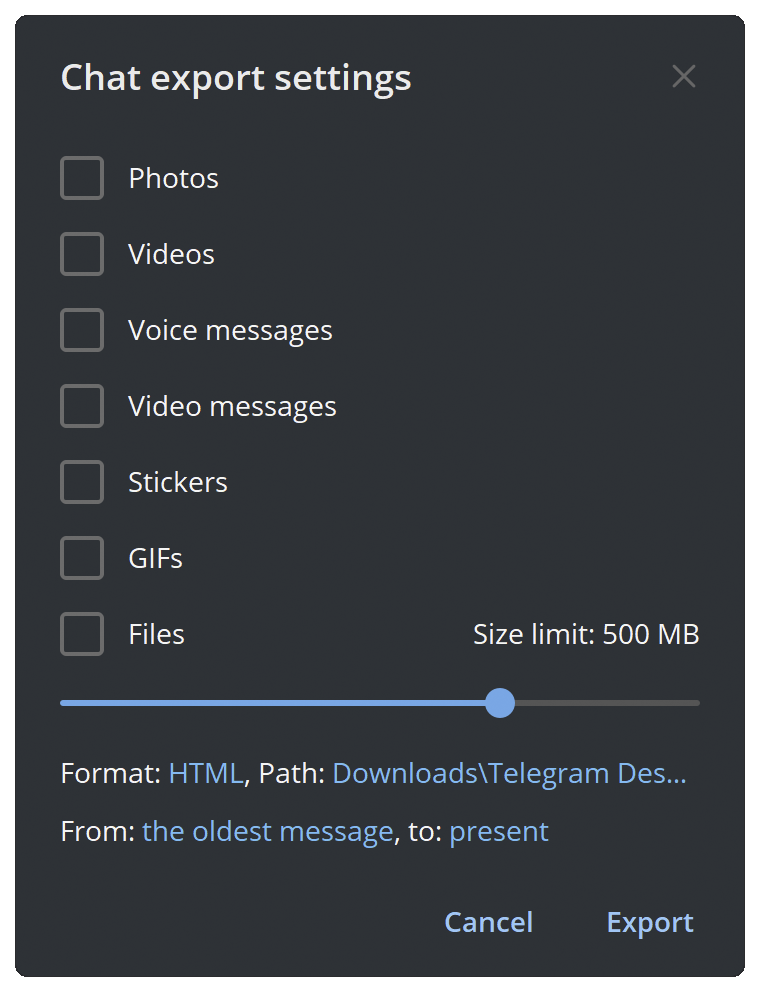 Chat export settings
Photos
Videos
Voice messages
Video messages
Stickers
GIFs
Files Size limit: 500 MB
Format: HTML, Path: Downloads\Telegram Des...
From: the oldest message, to: present
Cancel Export